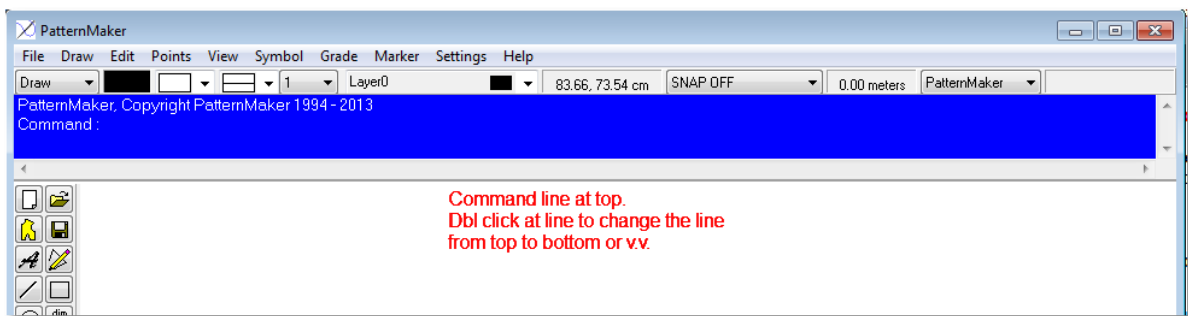 PatternMaker
File Draw Edit Points View Symbol Grade Marker Settings Help
Draw 1 Layer0 83.66, 73.54 cm SNAP OFF 0.00 meters PatternMaker
PatternMaker, Copyright PatternMaker 1994 - 2013
Command :
Command line at top.
Dbl click at line to change the line
from top to bottom or v.v.
A
dim